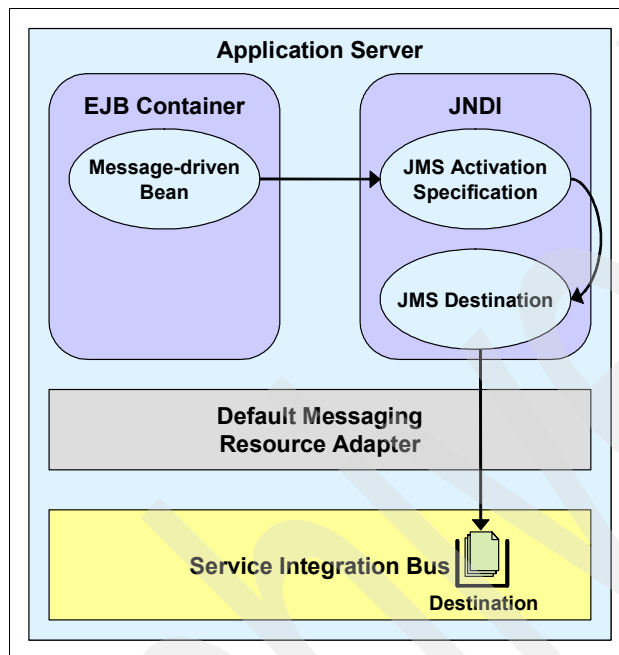 Application Server
EJB Container
JNDI
Message-driven
Bean
JMS Activation
Specification
JMS Destination
Default Messaging
Resource Adapter
Service Integration Bus
Destination